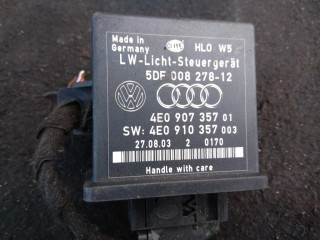 Made in
Germany
HLO W5
LW-Licht-Steuergerät
5DF 008 278-12
4E0 907 357 01
SW: 4E0 910 357 003
27.08.03 2 0170
Handle with care